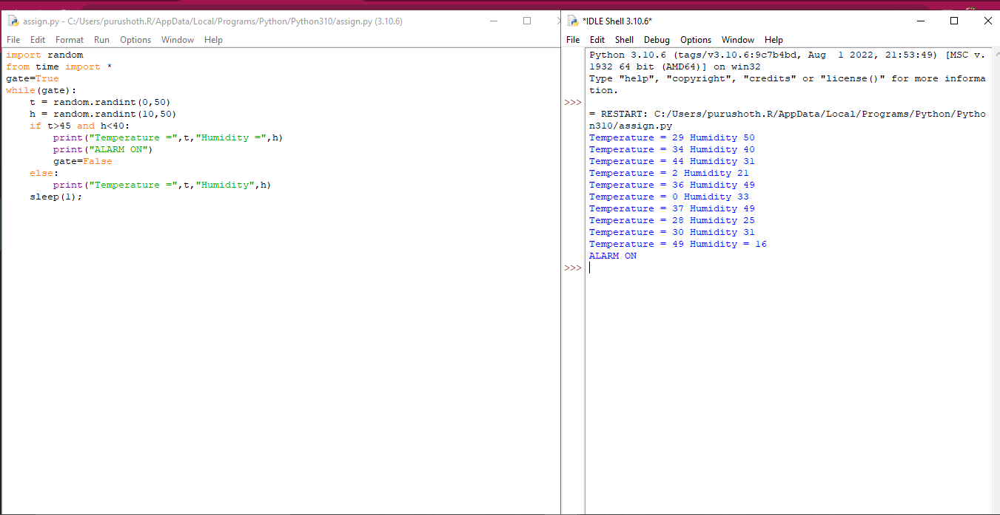 assign.py - C:/Users/purushoth.R/AppData/Local/Programs/Python/Python310/assign.py (3.10.6)
File Edit Format Run Options Window Help
import random
from time import *
gate=True
while(gate):
    t = random.randint(0,50)
    h = random.randint(10,50)
    if t>45 and h<40:
        print("Temperature =",t,"Humidity =",h)
        print("ALARM ON")
        gate=False
    else:
        print("Temperature =",t,"Humidity",h)
    sleep(1);
*IDLE Shell 3.10.6*
File Edit Shell Debug Options Window Help
Python 3.10.6 (tags/v3.10.6:9c7b4bd, Aug  1 2022, 21:53:49) [MSC v.
1932 64 bit (AMD64)] on win32
Type "help", "copyright", "credits" or "license()" for more informa
tion.
>>>
= RESTART: C:/Users/purushoth.R/AppData/Local/Programs/Python/Pytho
n310/assign.py
Temperature = 29 Humidity 50
Temperature = 34 Humidity 40
Temperature = 44 Humidity 31
Temperature = 2 Humidity 21
Temperature = 36 Humidity 49
Temperature = 0 Humidity 33
Temperature = 37 Humidity 49
Temperature = 28 Humidity 25
Temperature = 30 Humidity 31
Temperature = 49 Humidity = 16
ALARM ON
>>>